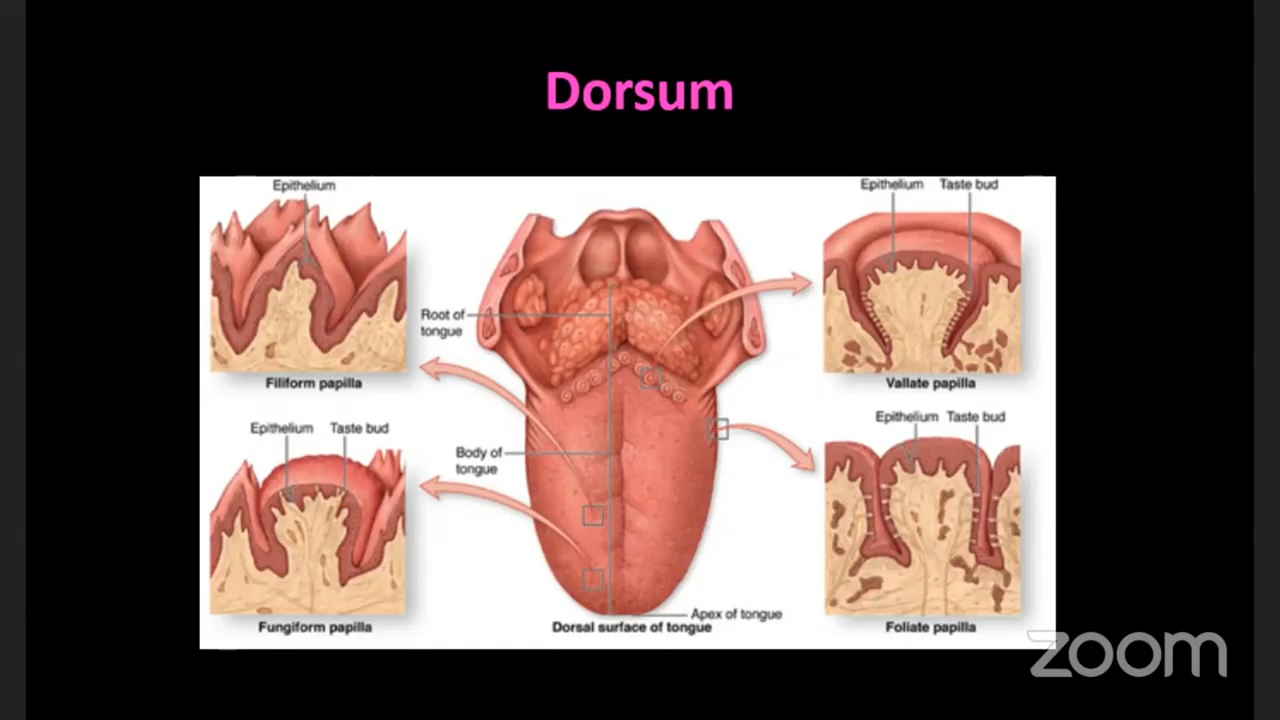 Dorsum
Epithelium
Filiform papilla
Epithelium Taste bud
Fungiform papilla
Root of
tongue
Body of
tongue
Apex of tongue
Dorsal surface of tongue
Epithelium Taste bud
Vallate papilla
Epithelium Taste bud
Foliate papilla
zoom